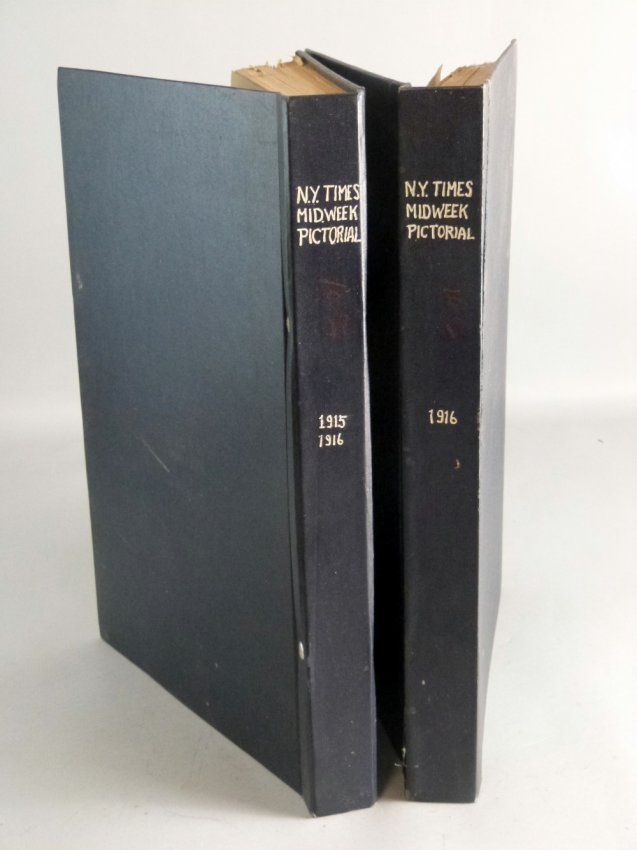 N.Y. TIMES
MIDWEEK
PICTORIAL
1915
1916
N.Y. TIMES
MIDWEEK
PICTORIAL
1916